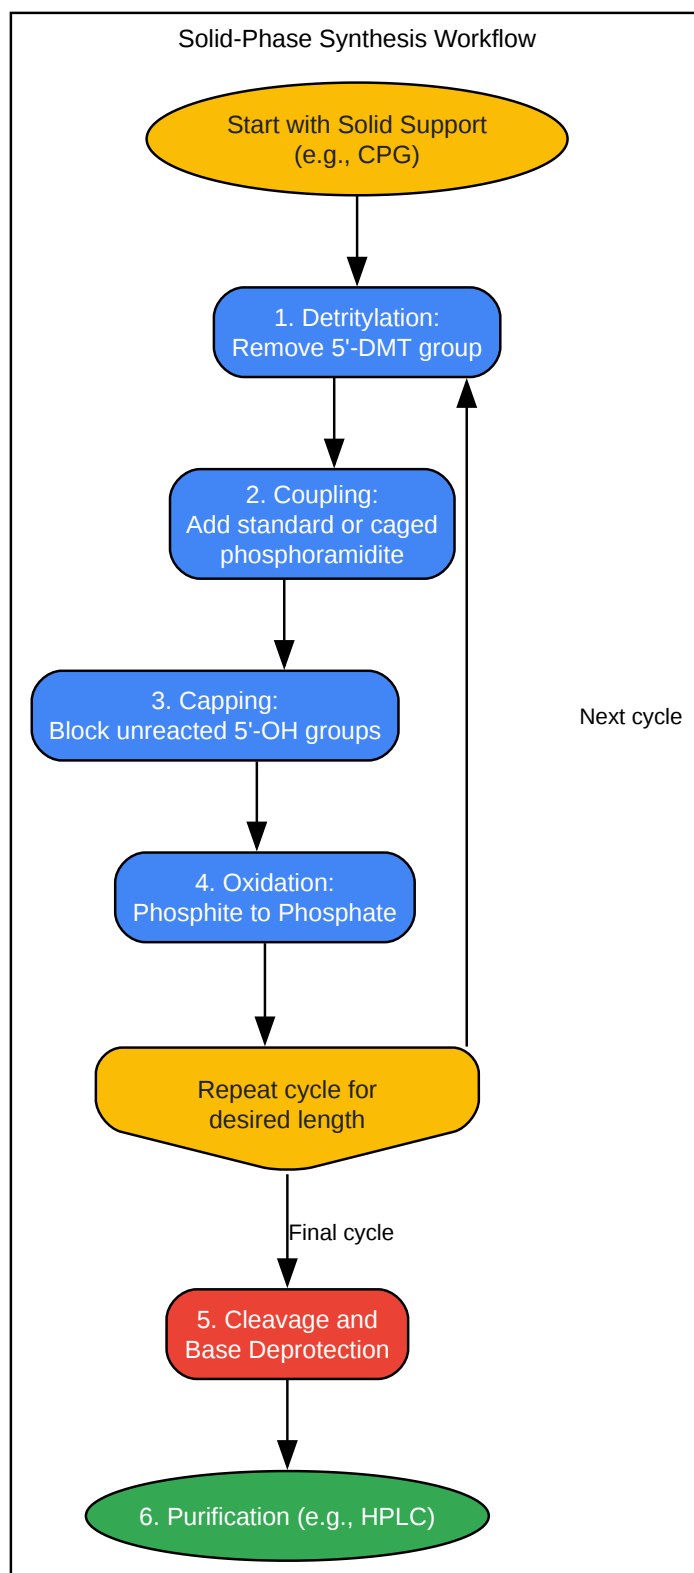 Solid-Phase Synthesis Workflow
Start with Solid Support
(e.g., CPG)
1. Detritylation:
Remove 5'-DMT group
2. Coupling:
Add standard or caged
phosphoramidite
3. Capping:
Block unreacted 5'-OH groups
Next cycle
4. Oxidation:
Phosphite to Phosphate
Repeat cycle for
desired length
Final cycle
5. Cleavage and
Base Deprotection
6. Purification (e.g., HPLC)